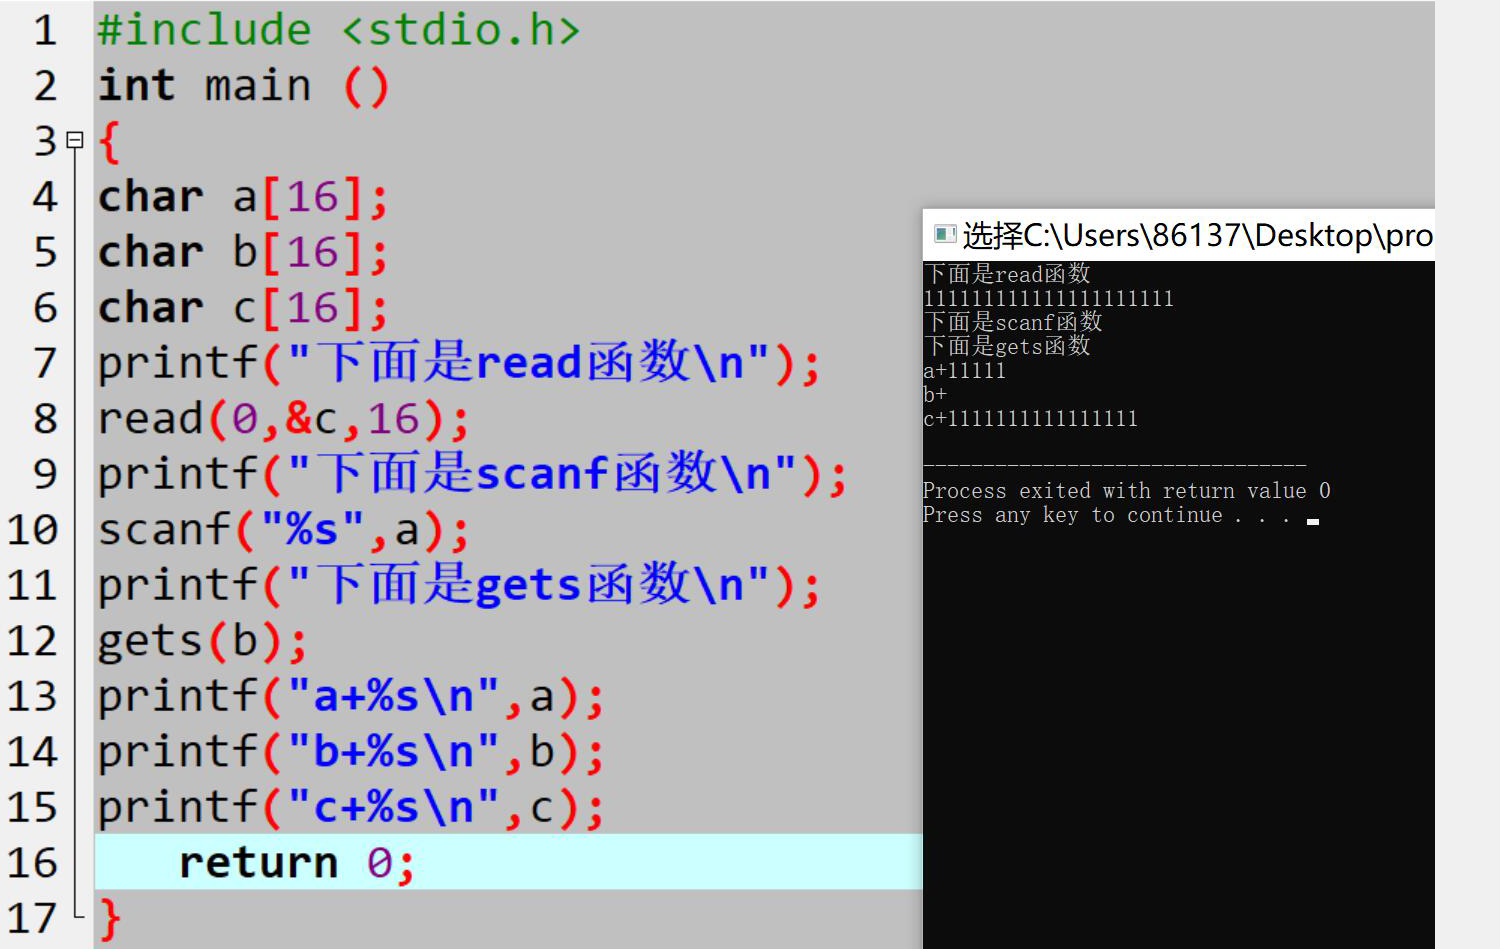 1 #include <stdio.h>
2 int main ()
3 {
4 char a[16];
5 char b[16];
6 char c[16];
7 printf("下面是read函数\n");
8 read(0,&c,16);
9 printf("下面是scanf函数\n");
10 scanf("%s",a);
11 printf("下面是gets函数\n");
12 gets(b);
13 printf("a+%s\n",a);
14 printf("b+%s\n",b);
15 printf("c+%s\n",c);
16 return 0;
17 }
选择C:\Users\86137\Desktop\pro
下面是read函数
111111111111111111111
下面是scanf函数
下面是gets函数
a+11111
b+
c+1111111111111111
--------------------------------
Process exited with return value 0
Press any key to continue . . .